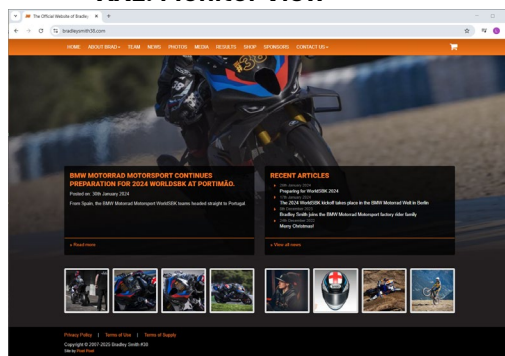 The Official Website of Bradley
bradleysmith38.com
HOME ABOUT BRAD TEAM NEWS PHOTOS MEDIA RESULTS SHOP SPONSORS CONTACT US
BMW MOTORRAD MOTORSPORT CONTINUES
PREPARATION FOR 2024 WORLDSBK AT PORTIMÃO.
Posted on: 30th January 2024
From Spain, the BMW Motorrad Motorsport WorldSBK teams headed straight to Portugal.
» Read more
RECENT ARTICLES
Preparing for WorldSBK 2024
17th January 2024
The 2024 WorldSBK kickoff takes place in the BMW Motorrad Welt in Berlin
Bradley Smith joins the BMW Motorrad Motorsport factory rider family
Merry Christmas!
» View all news
Privacy Policy | Terms of Use | Terms of Supply
Copyright © 2007-2025 Bradley Smith #38
Site by